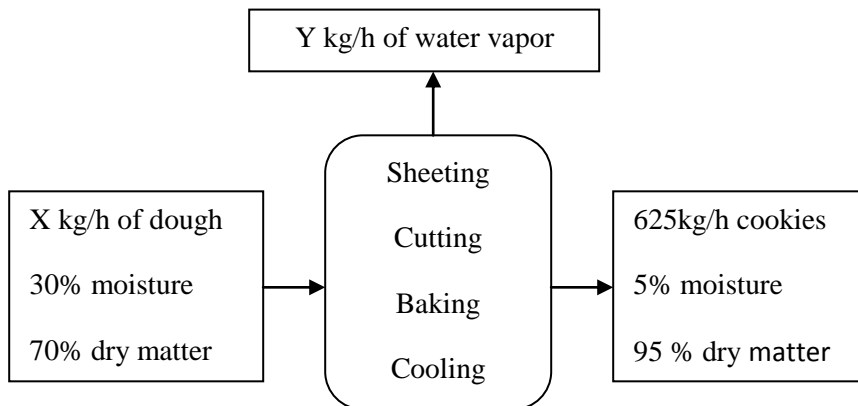 Y kg/h of water vapor
X kg/h of dough
30% moisture
70% dry matter
Sheeting
Cutting
Baking
Cooling
625kg/h cookies
5% moisture
95 % dry matter